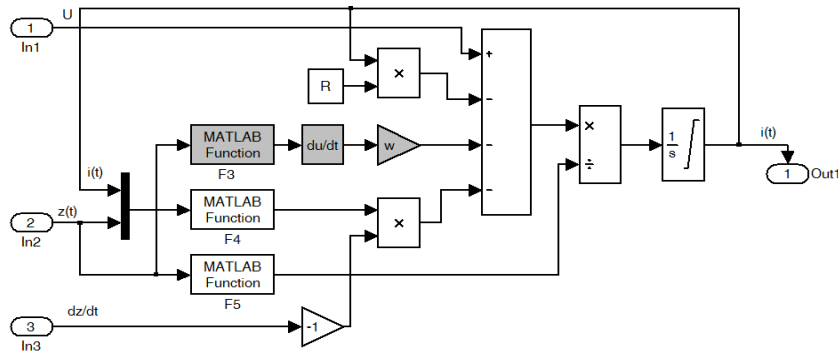 U
1
In1
×
R
+
−
−
−
MATLAB
Function
F3
du/dt
w
×
÷
1
s
i(t)
1
Out1
i(t)
z(t)
2
In2
MATLAB
Function
F4
×
MATLAB
Function
F5
dz/dt
3
In3
-1